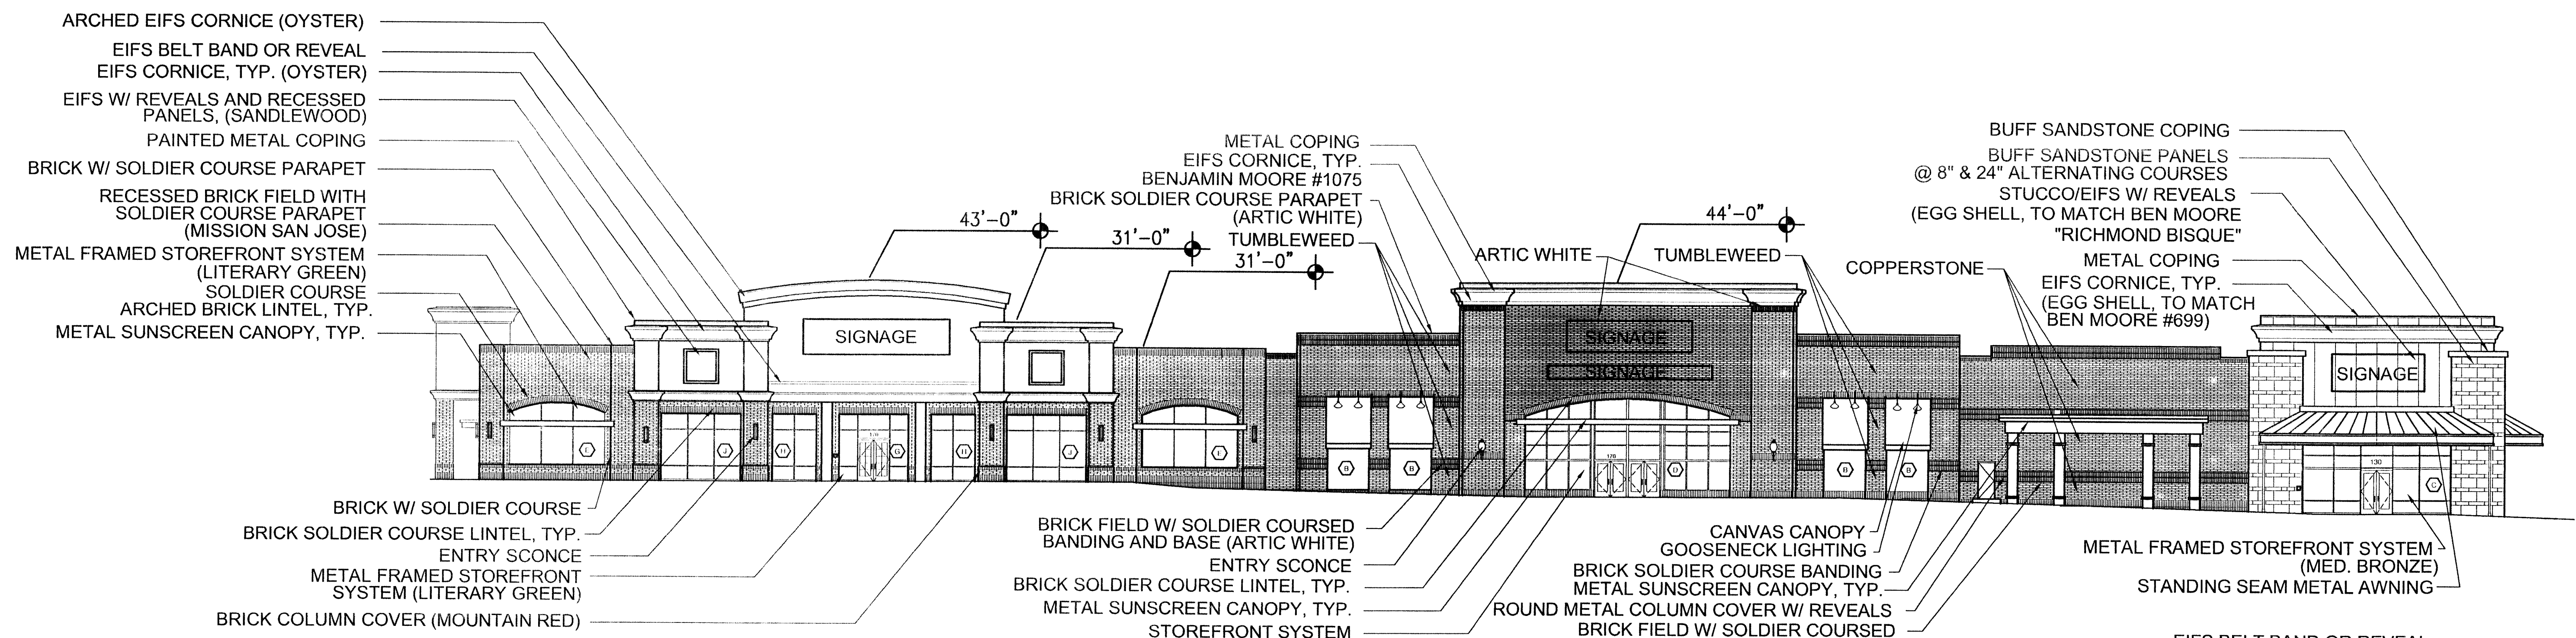 ARCHED EIFS CORNICE (OYSTER)
EIFS BELT BAND OR REVEAL
EIFS CORNICE, TYP. (OYSTER)
EIFS W/ REVEALS AND RECESSED
PANELS, (SANDLEWOOD)
PAINTED METAL COPING
BRICK W/ SOLDIER COURSE PARAPET
RECESSED BRICK FIELD WITH
SOLDIER COURSE PARAPET
(MISSION SAN JOSE)
METAL FRAMED STOREFRONT SYSTEM
(LITERARY GREEN)
SOLDIER COURSE
ARCHED BRICK LINTEL, TYP.
METAL SUNSCREEN CANOPY, TYP.
43'-0"
31'-0"
31'-0"
METAL COPING
EIFS CORNICE, TYP.
BENJAMIN MOORE #1075
BRICK SOLDIER COURSE PARAPET
(ARTIC WHITE)
TUMBLEWEED
44'-0"
ARTIC WHITE
TUMBLEWEED
COPPERSTONE
BUFF SANDSTONE COPING
BUFF SANDSTONE PANELS
@ 8" & 24" ALTERNATING COURSES
STUCCO/EIFS W/ REVEALS
(EGG SHELL, TO MATCH BEN MOORE
"RICHMOND BISQUE"
METAL COPING
EIFS CORNICE, TYP.
(EGG SHELL, TO MATCH
BEN MOORE #699)
SIGNAGE
SIGNAGE
SIGNAGE
SIGNAGE
J
H
G
H
J
B
B
120
D
B
B
130
BRICK W/ SOLDIER COURSE
BRICK SOLDIER COURSE LINTEL, TYP.
ENTRY SCONCE
METAL FRAMED STOREFRONT
SYSTEM (LITERARY GREEN)
BRICK COLUMN COVER (MOUNTAIN RED)
BRICK FIELD W/ SOLDIER COURSED
BANDING AND BASE (ARTIC WHITE)
ENTRY SCONCE
BRICK SOLDIER COURSE LINTEL, TYP.
METAL SUNSCREEN CANOPY, TYP.
STOREFRONT SYSTEM
CANVAS CANOPY
GOOSENECK LIGHTING
BRICK SOLDIER COURSE BANDING
METAL SUNSCREEN CANOPY, TYP.
ROUND METAL COLUMN COVER W/ REVEALS
BRICK FIELD W/ SOLDIER COURSED
METAL FRAMED STOREFRONT SYSTEM
(MED. BRONZE)
STANDING SEAM METAL AWNING
EIFS BELT BAND OR REVEAL